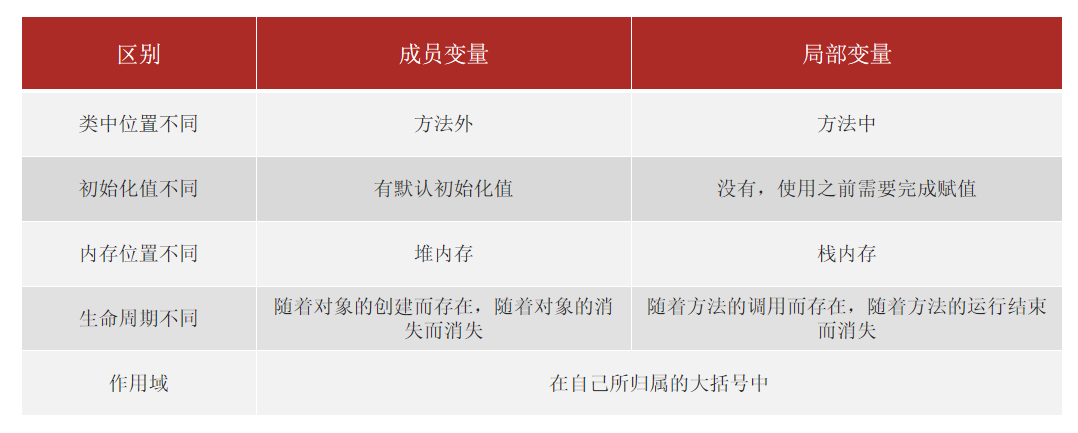 区别
成员变量
局部变量
类中位置不同
方法外
方法中
初始化值不同
有默认初始化值
没有，使用之前需要完成赋值
内存位置不同
堆内存
栈内存
生命周期不同
随着对象的创建而存在，随着对象的消
失而消失
随着方法的调用而存在，随着方法的运行结束
而消失
作用域
在自己所归属的大括号中